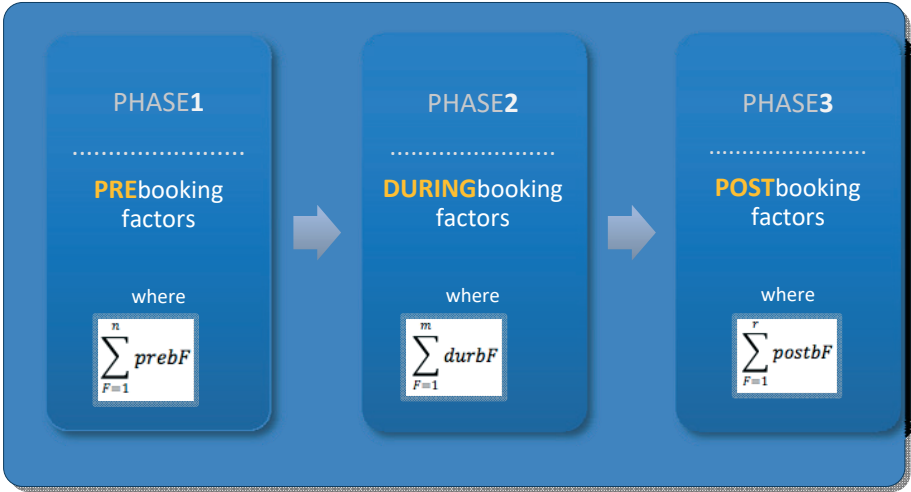 PHASE1
........................
PREbooking
factors
where
n
∑ prebF
F=1
PHASE2
.......................
DURINGbooking
factors
where
m
∑ durbF
F=1
PHASE3
......................
POSTbooking
factors
where
r
∑ postbF
F=1